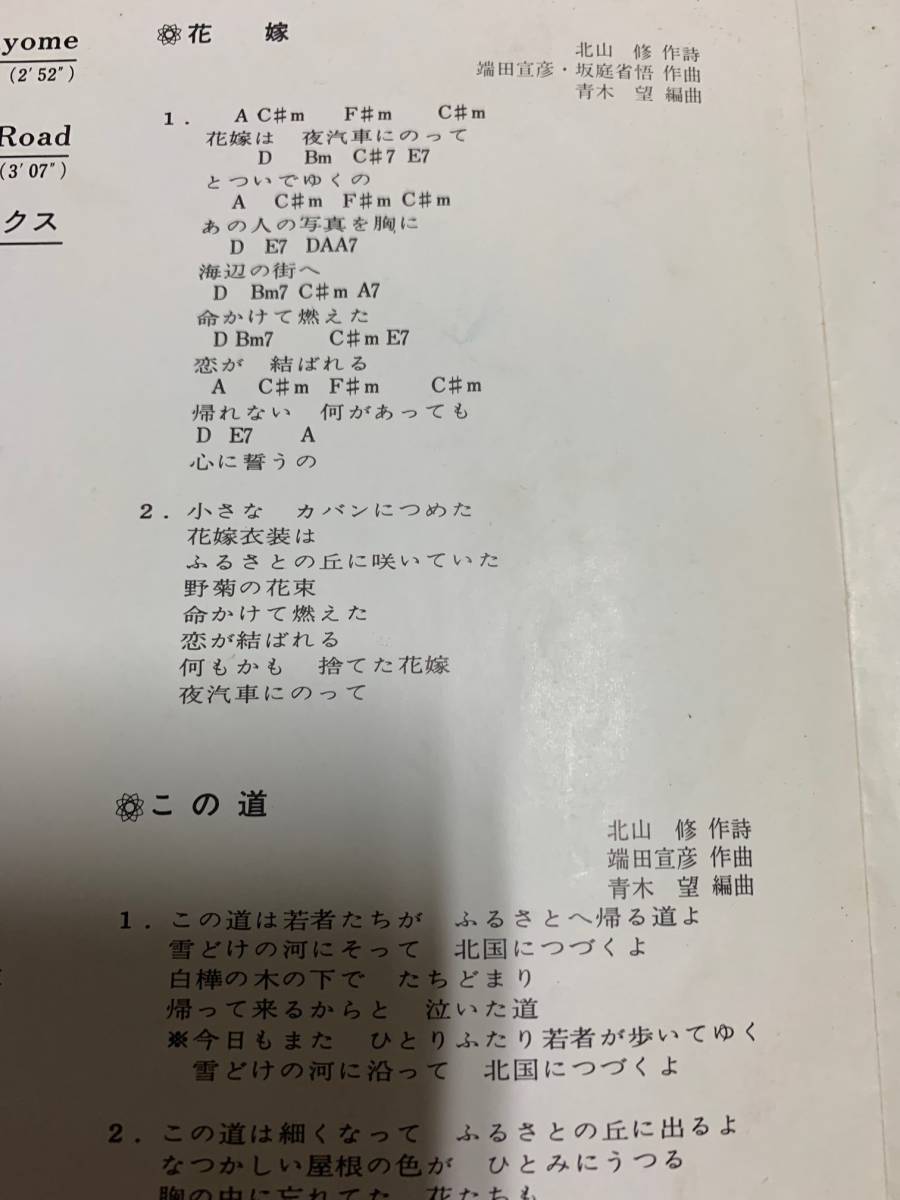 yome
(2′52″)
Road
(3′07″)
クス
花 嫁
北山 修 作詩
端田宣彦・坂庭省悟 作曲
青木 望 編曲
1. A C♯m F♯m C♯m
花嫁は 夜汽車にのって
D Bm C♯7 E7
とついでゆくの
A C♯m F♯m C♯m
あの人の写真を胸に
D E7 DAA7
海辺の街へ
D Bm7 C♯m A7
命かけて燃えた
D Bm7 C♯m E7
恋が 結ばれる
A C♯m F♯m C♯m
帰れない 何があっても
D E7 A
心に誓うの
2. 小さな カバンにつめた
花嫁衣装は
ふるさとの丘に咲いていた
野菊の花束
命かけて燃えた
恋が結ばれる
何もかも 捨てた花嫁
夜汽車にのって
この道
北山 修 作詩
端田宣彦 作曲
青木 望 編曲
1. この道は若者たちが ふるさとへ帰る道よ
雪どけの河にそって 北国につづくよ
白樺の木の下で たちどまり
帰って来るからと 泣いた道
※今日もまた ひとりふたり若者が歩いてゆく
雪どけの河に沿って 北国につづくよ
2. この道は細くなって ふるさとの丘に出るよ
なつかしい屋根の色が ひとみにうつる
胸の中に忘れてた 花たちも